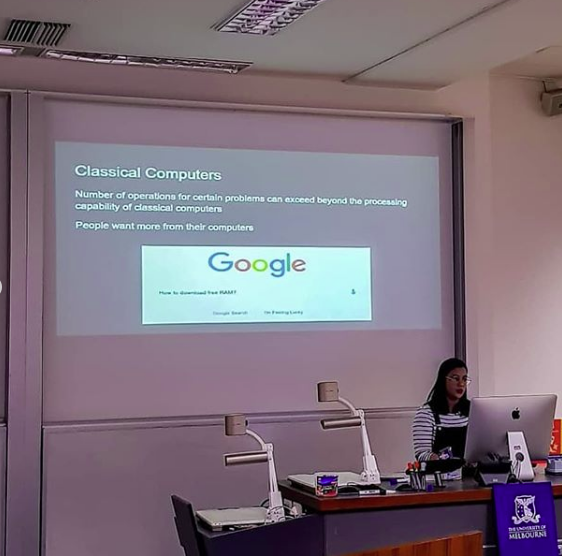 Classical Computers
Number of operations for certain problems can exceed beyond the processing
capability of classical computers
People want more from their computers
Google
How to download free RAM?
Google Search I'm Feeling Lucky
THE UNIVERSITY OF
MELBOURNE